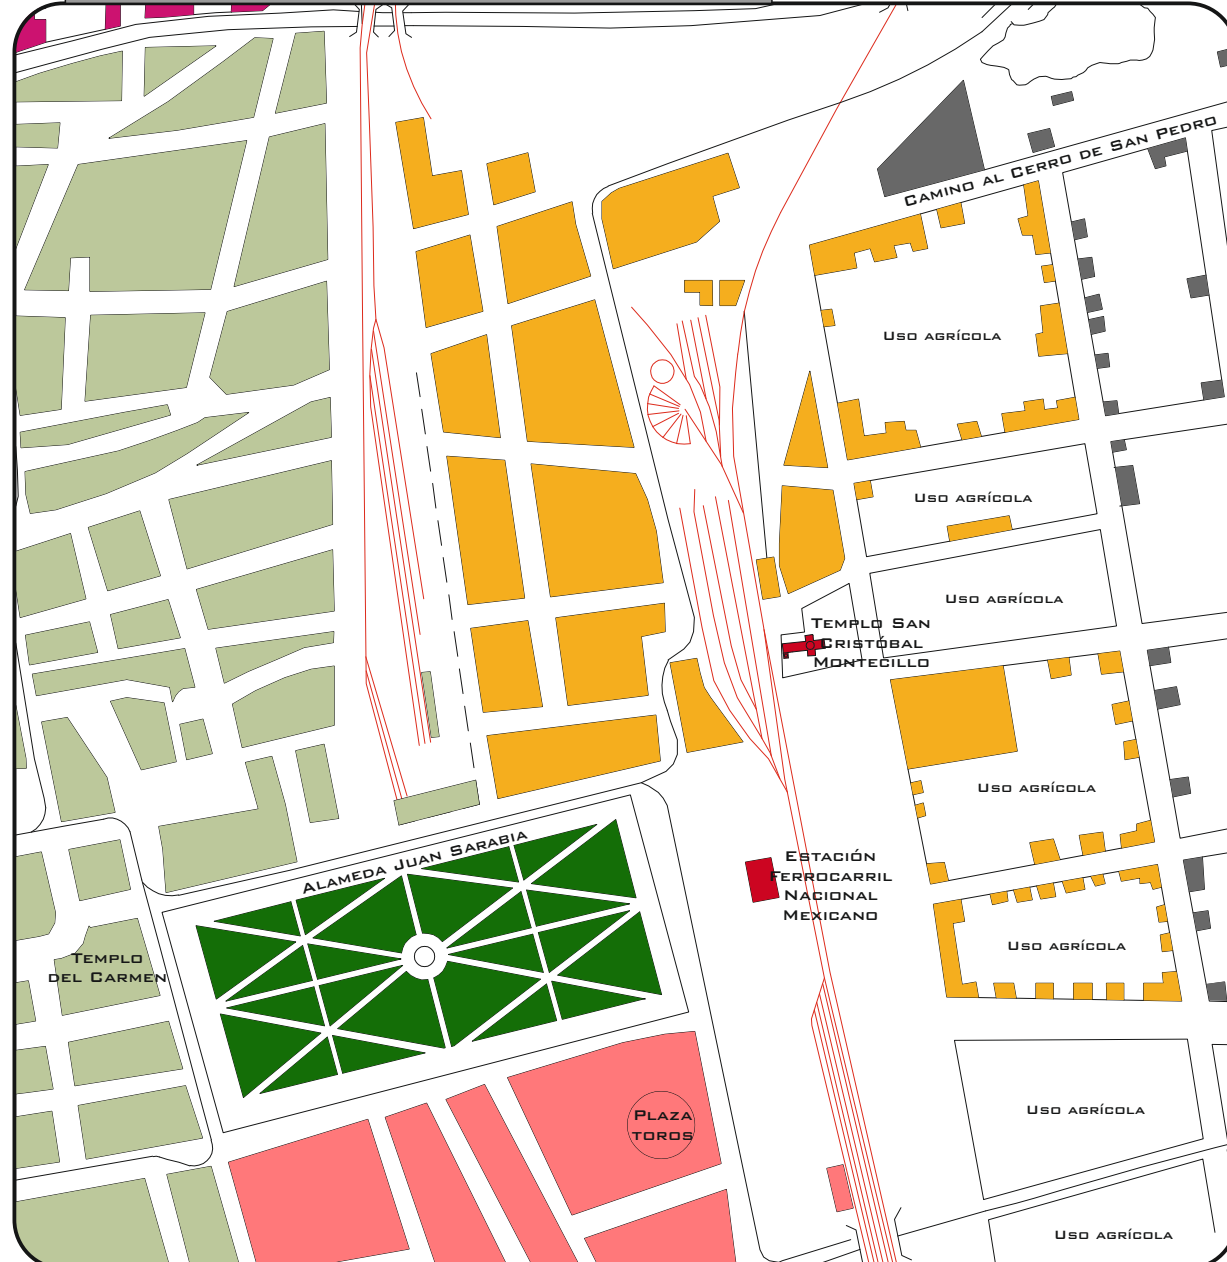 Camino al Cerro de San Pedro
Uso agrícola
Uso agrícola
Uso agrícola
Templo San
Cristóbal
Montecillo
Uso agrícola
Alameda Juan Sarabia
Estación
Ferrocarril
Nacional
Mexicano
Uso agrícola
Templo
del Carmen
Plaza
toros
Uso agrícola
Uso agrícola